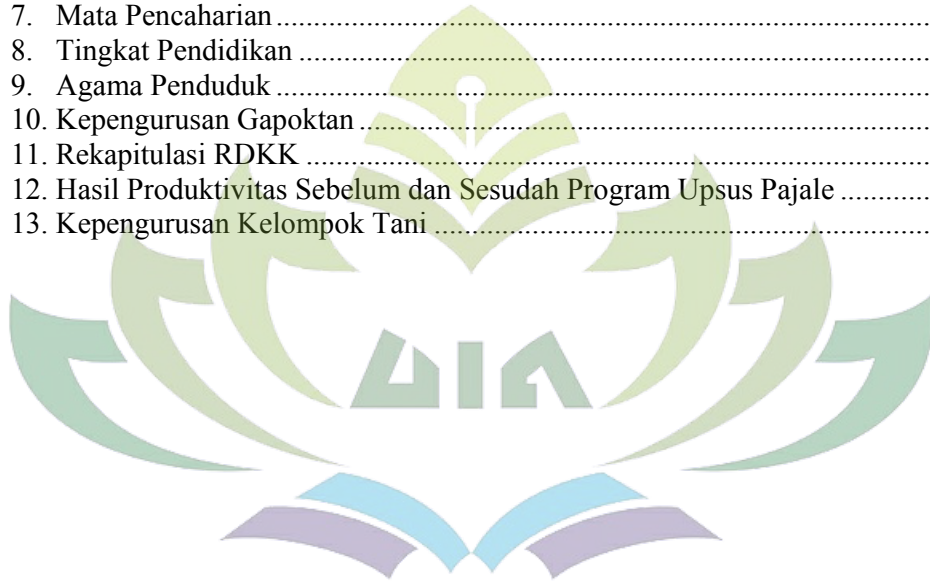 7. Mata Pencaharian ........................................................................................
8. Tingkat Pendidikan .....................................................................................
9. Agama Penduduk ........................................................................................
10. Kepengurusan Gapoktan ............................................................................
11. Rekapitulasi RDKK ...................................................................................
12. Hasil Produktivitas Sebelum dan Sesudah Program Upsus Pajale .............
13. Kepengurusan Kelompok Tani ..................................................................
UIN